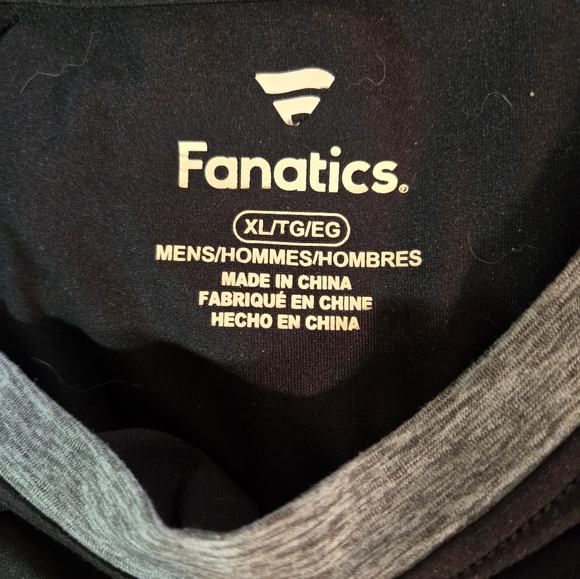 Fanatics®
XL/TG/EG
MENS/HOMMES/HOMBRES
MADE IN CHINA
FABRIQUÉ EN CHINE
HECHO EN CHINA